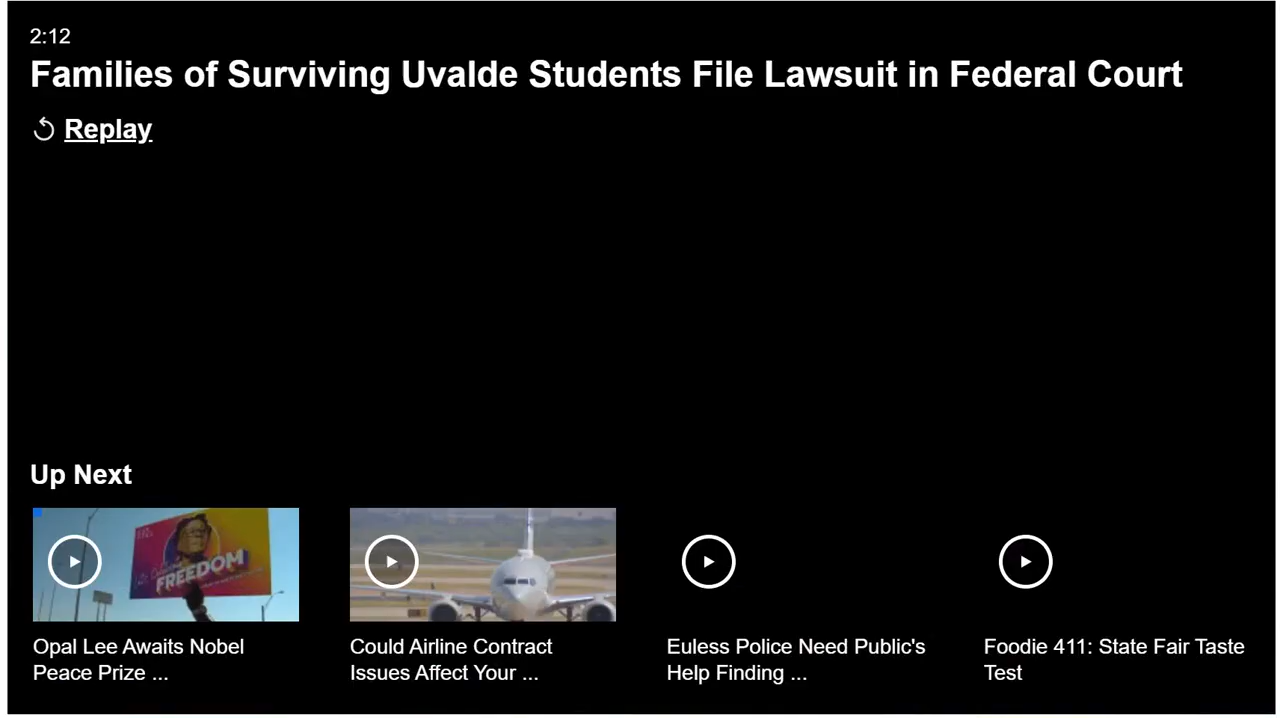 2:12
Families of Surviving Uvalde Students File Lawsuit in Federal Court
Replay
Up Next
FREEDOM
Opal Lee Awaits Nobel
Peace Prize ...
Could Airline Contract
Issues Affect Your ...
Euless Police Need Public's
Help Finding ...
Foodie 411: State Fair Taste
Test